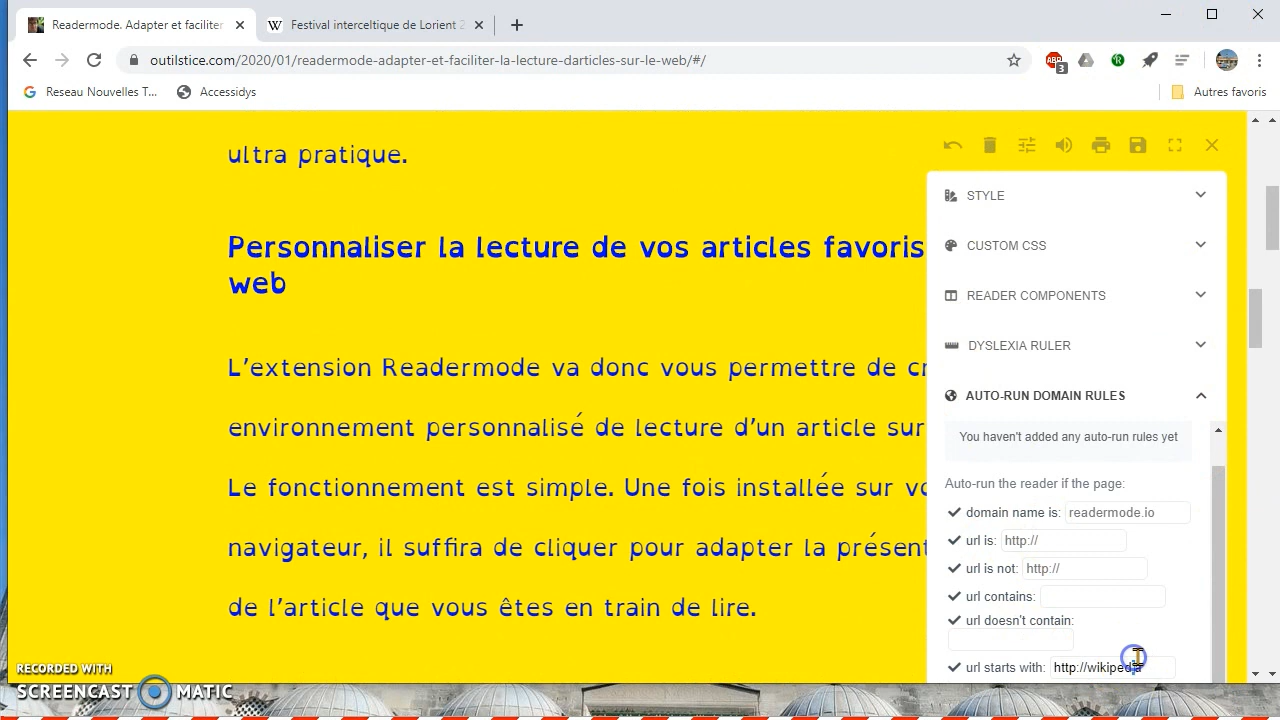 Readermode. Adapter et faciliter
Festival interceltique de Lorient 2
outilstice.com/2020/01/readermode-adapter-et-faciliter-la-lecture-darticles-sur-le-web/#/
ABP
3
Reseau Nouvelles T...
Accessidys
Autres favoris
ultra pratique.
Personnaliser la lecture de vos articles favoris
web
L’extension Readermode va donc vous permettre de cr
environnement personnalisé de lecture d’un article sur
Le fonctionnement est simple. Une fois installée sur vo
navigateur, il suffira de cliquer pour adapter la présent
de l’article que vous êtes en train de lire.
STYLE
CUSTOM CSS
READER COMPONENTS
DYSLEXIA RULER
AUTO-RUN DOMAIN RULES
You haven't added any auto-run rules yet
Auto-run the reader if the page:
domain name is: readermode.io
url is: http://
url is not: http://
url contains:
url doesn't contain:
url starts with: http://wikipedia
RECORDED WITH
SCREENCAST MATIC